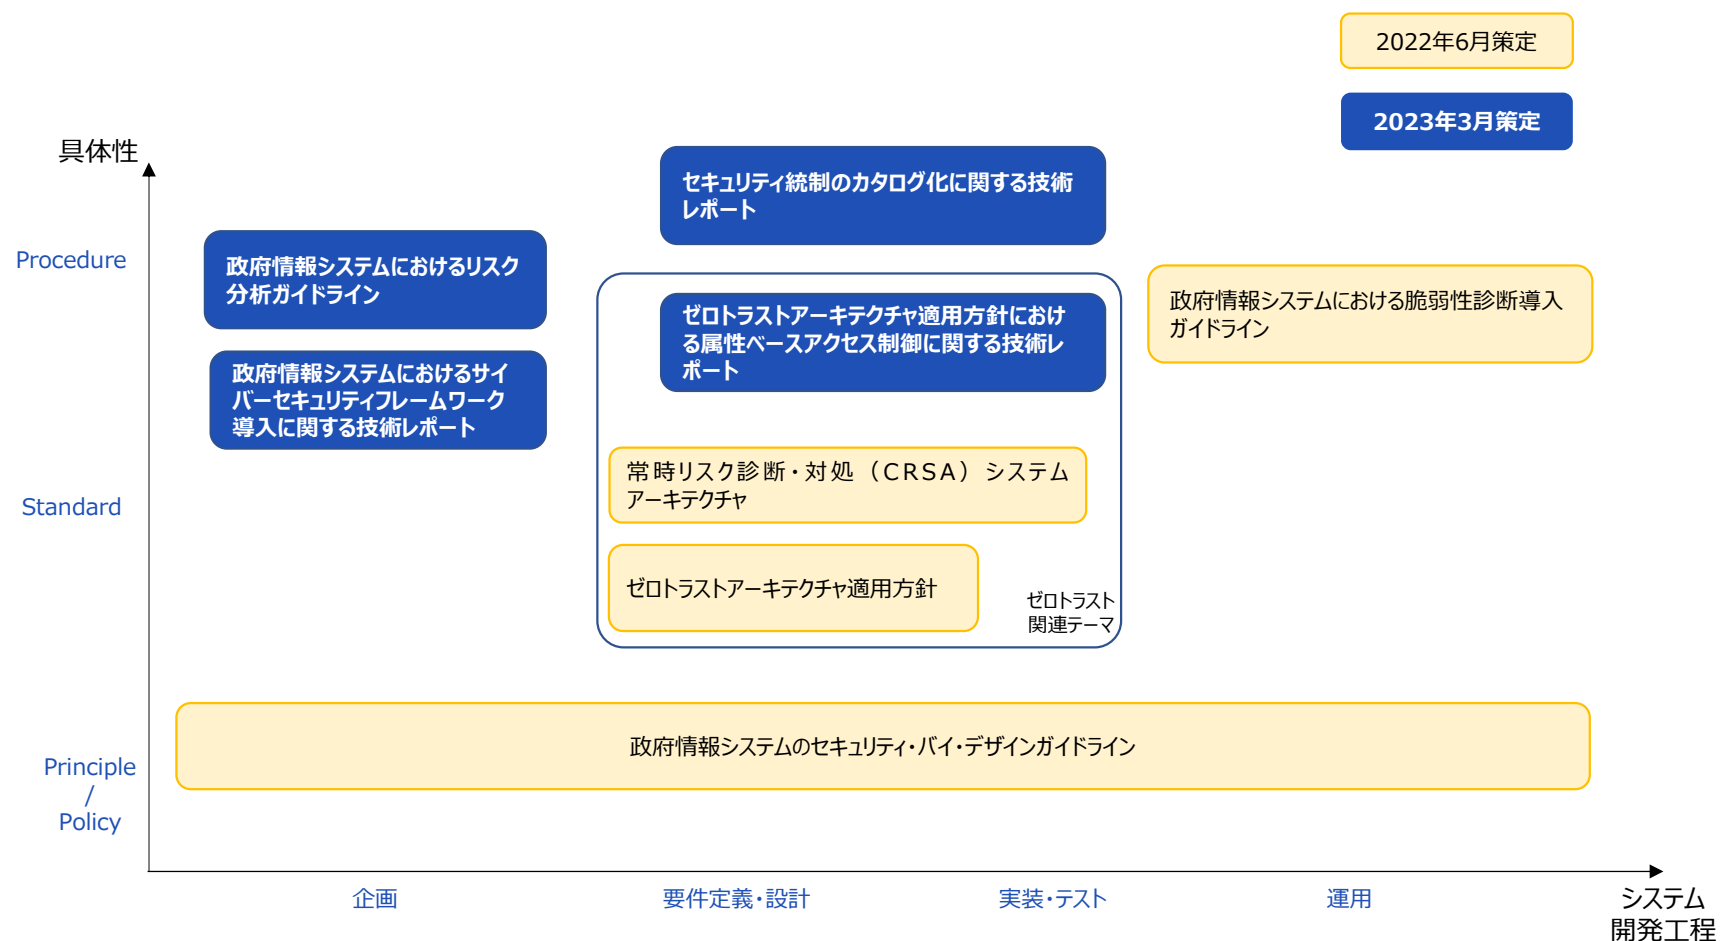 2022年6月策定
2023年3月策定
具体性
セキュリティ統制のカタログ化に関する技術
レポート
Procedure
政府情報システムにおけるリスク
分析ガイドライン
政府情報システムにおける脆弱性診断導入
ガイドライン
ゼロトラストアーキテクチャ適用方針におけ
る属性ベースアクセス制御に関する技術レ
ポート
政府情報システムにおけるサイ
バーセキュリティフレームワーク
導入に関する技術レポート
常時リスク診断・対処（CRSA）システム
アーキテクチャ
Standard
ゼロトラストアーキテクチャ適用方針
ゼロトラスト
関連テーマ
政府情報システムのセキュリティ・バイ・デザインガイドライン
Principle
/
Policy
企画
要件定義・設計
実装・テスト
運用
システム
開発工程